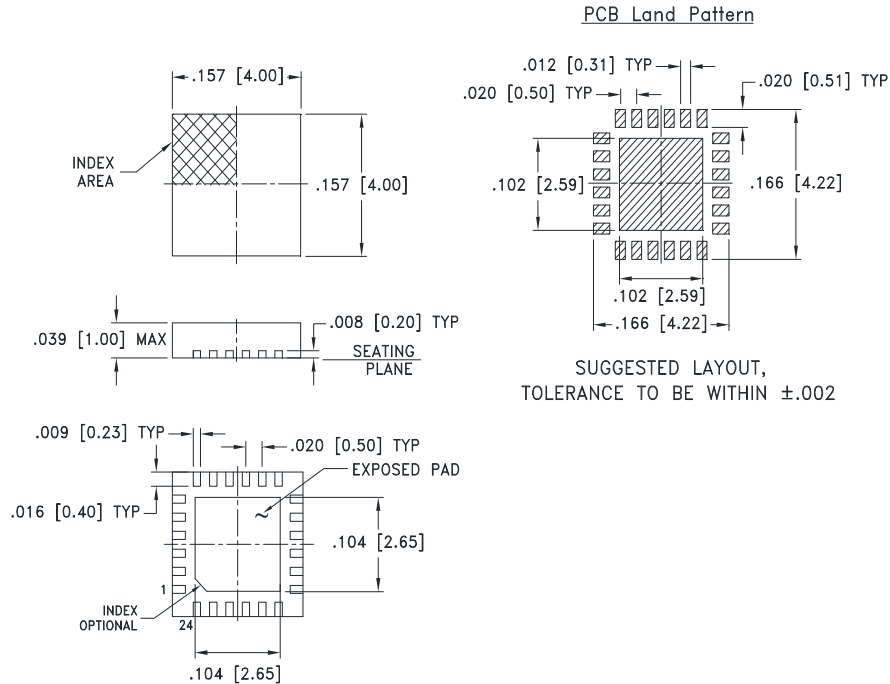 PCB Land Pattern
.157 [4.00]
INDEX
AREA
.157 [4.00]
.012 [0.31] TYP
.020 [0.50] TYP
.020 [0.51] TYP
.102 [2.59]
.166 [4.22]
.102 [2.59]
.166 [4.22]
SUGGESTED LAYOUT,
TOLERANCE TO BE WITHIN ±.002
.039 [1.00] MAX
.008 [0.20] TYP
SEATING
PLANE
.009 [0.23] TYP
.020 [0.50] TYP
EXPOSED PAD
.016 [0.40] TYP
.104 [2.65]
1
INDEX
OPTIONAL
24
.104 [2.65]